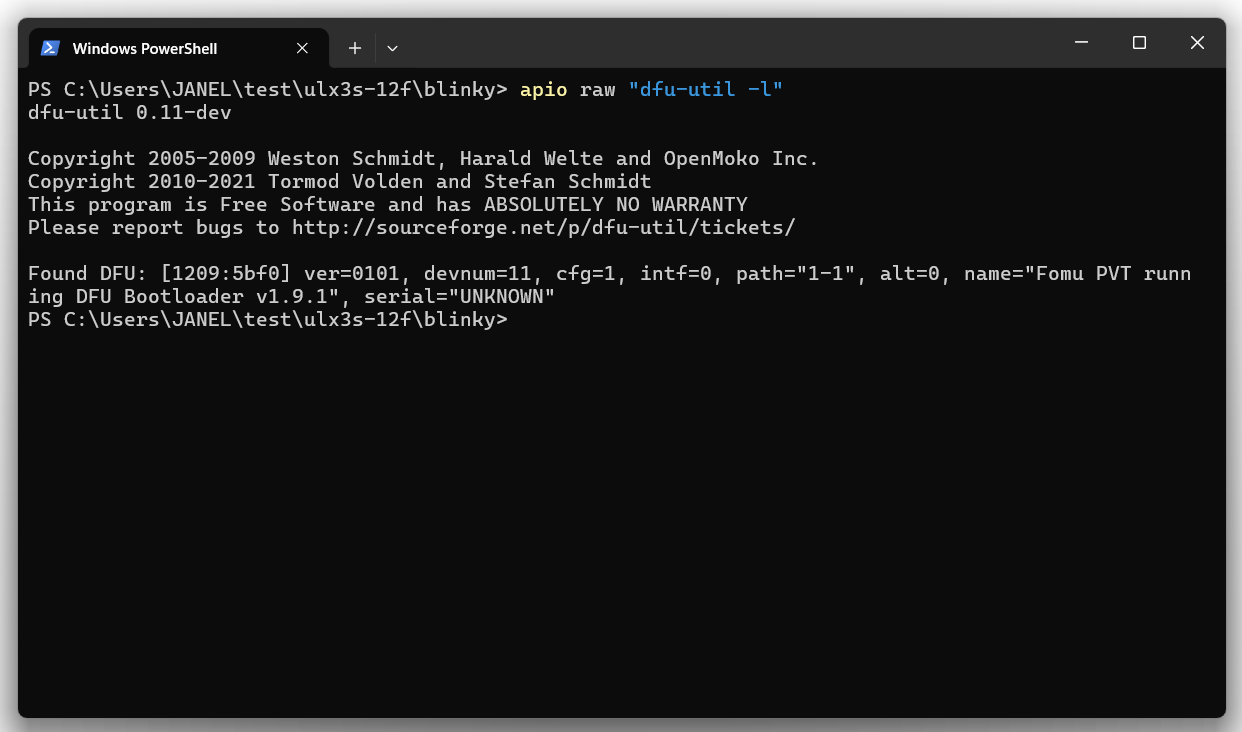 Windows PowerShell
PS C:\Users\JANEL\test\ulx3s-12f\blinky> apio raw "dfu-util -l"
dfu-util 0.11-dev
Copyright 2005-2009 Weston Schmidt, Harald Welte and OpenMoko Inc.
Copyright 2010-2021 Tormod Volden and Stefan Schmidt
This program is Free Software and has ABSOLUTELY NO WARRANTY
Please report bugs to http://sourceforge.net/p/dfu-util/tickets/
Found DFU: [1209:5bf0] ver=0101, devnum=11, cfg=1, intf=0, path="1-1", alt=0, name="Fomu PVT runn
ing DFU Bootloader v1.9.1", serial="UNKNOWN"
PS C:\Users\JANEL\test\ulx3s-12f\blinky>